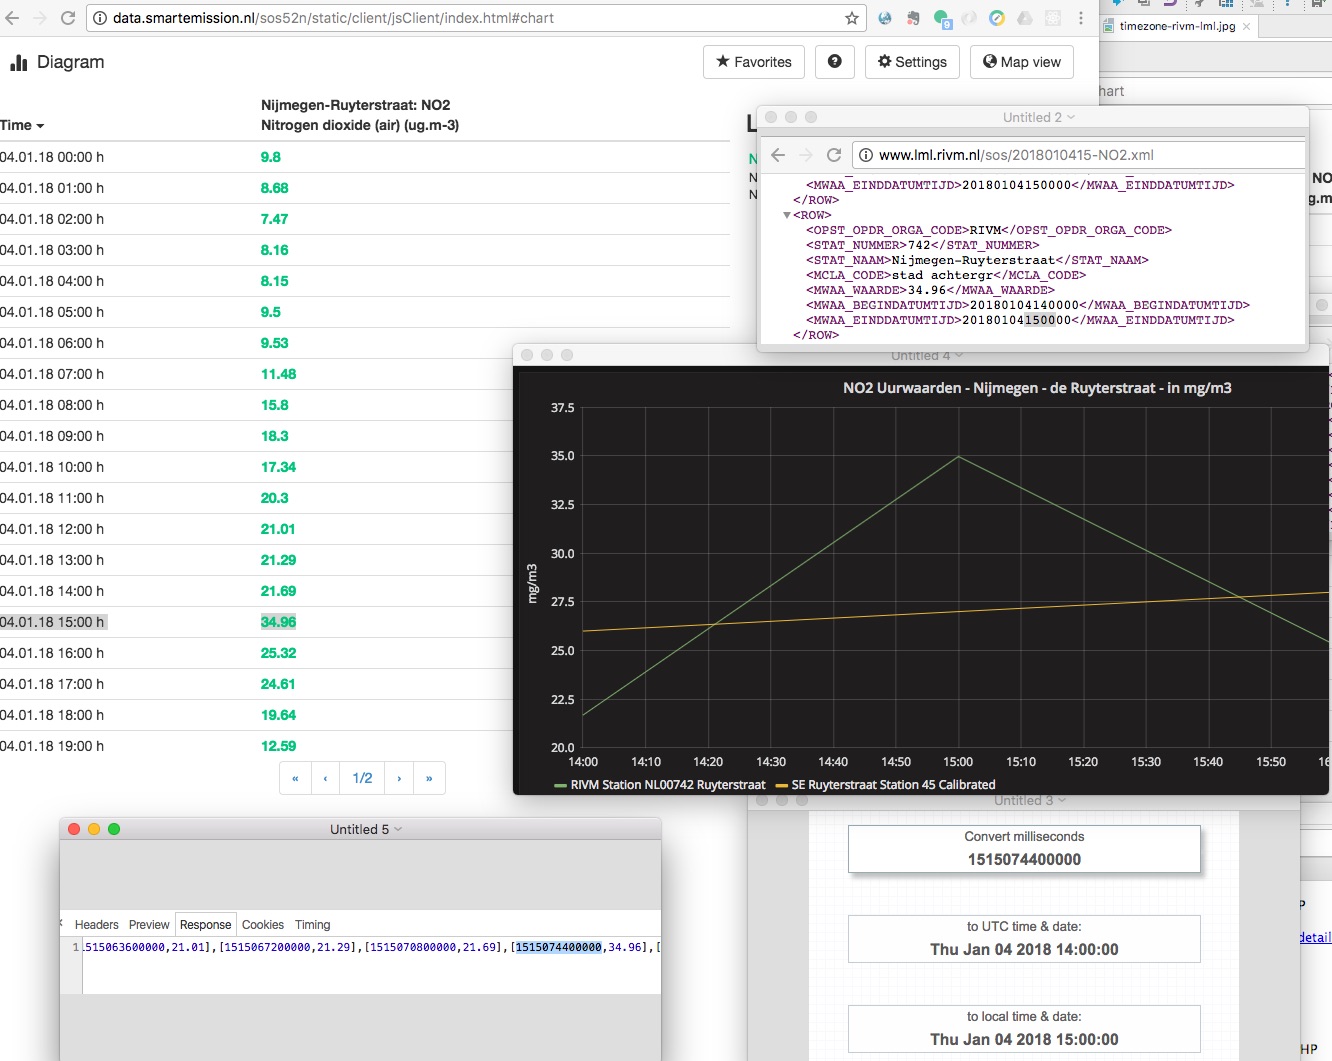 data.smartemission.nl/sos52n/static/client/jsClient/index.html#chart
9
timezone-rivm-lml.jpg
hart
Diagram
Favorites
?
Settings
Map view
Time
Nijmegen-Ruyterstraat: NO2
Nitrogen dioxide (air) (ug.m-3)
04.01.18 00:00 h 9.8
04.01.18 01:00 h 8.68
04.01.18 02:00 h 7.47
04.01.18 03:00 h 8.16
04.01.18 04:00 h 8.15
04.01.18 05:00 h 9.5
04.01.18 06:00 h 9.53
04.01.18 07:00 h 11.48
04.01.18 08:00 h 15.8
04.01.18 09:00 h 18.3
04.01.18 10:00 h 17.34
04.01.18 11:00 h 20.3
04.01.18 12:00 h 21.01
04.01.18 13:00 h 21.29
04.01.18 14:00 h 21.69
04.01.18 15:00 h 34.96
04.01.18 16:00 h 25.32
04.01.18 17:00 h 24.61
04.01.18 18:00 h 19.64
04.01.18 19:00 h 12.59
« ‹ 1/2 › »
L
N
N
N
Untitled 2
www.lml.rivm.nl/sos/2018010415-NO2.xml
<MWAA_EINDDATUMTIJD>20180104150000</MWAA_EINDDATUMTIJD>
</ROW>
<ROW>
<OPST_OPDR_ORGA_CODE>RIVM</OPST_OPDR_ORGA_CODE>
<STAT_NUMMER>742</STAT_NUMMER>
<STAT_NAAM>Nijmegen-Ruyterstraat</STAT_NAAM>
<MCLA_CODE>stad achtergr</MCLA_CODE>
<MWAA_WAARDE>34.96</MWAA_WAARDE>
<MWAA_BEGINDATUMTIJD>20180104140000</MWAA_BEGINDATUMTIJD>
<MWAA_EINDDATUMTIJD>20180104150000</MWAA_EINDDATUMTIJD>
</ROW>
NO
g.m
Untitled 4
NO2 Uurwaarden - Nijmegen - de Ruyterstraat - in mg/m3
mg/m3
37.5
35.0
32.5
30.0
27.5
25.0
22.5
20.0
14:00 14:10 14:20 14:30 14:40 14:50 15:00 15:10 15:20 15:30 15:40 15:50 16
RIVM Station NL00742 Ruyterstraat SE Ruyterstraat Station 45 Calibrated
Untitled 5
Headers Preview Response Cookies Timing
1 1515063600000,21.01],[1515067200000,21.29],[1515070800000,21.69],[1515074400000,34.96],[
Untitled 3
Convert milliseconds
1515074400000
to UTC time & date:
Thu Jan 04 2018 14:00:00
to local time & date:
Thu Jan 04 2018 15:00:00
P
detail
HP